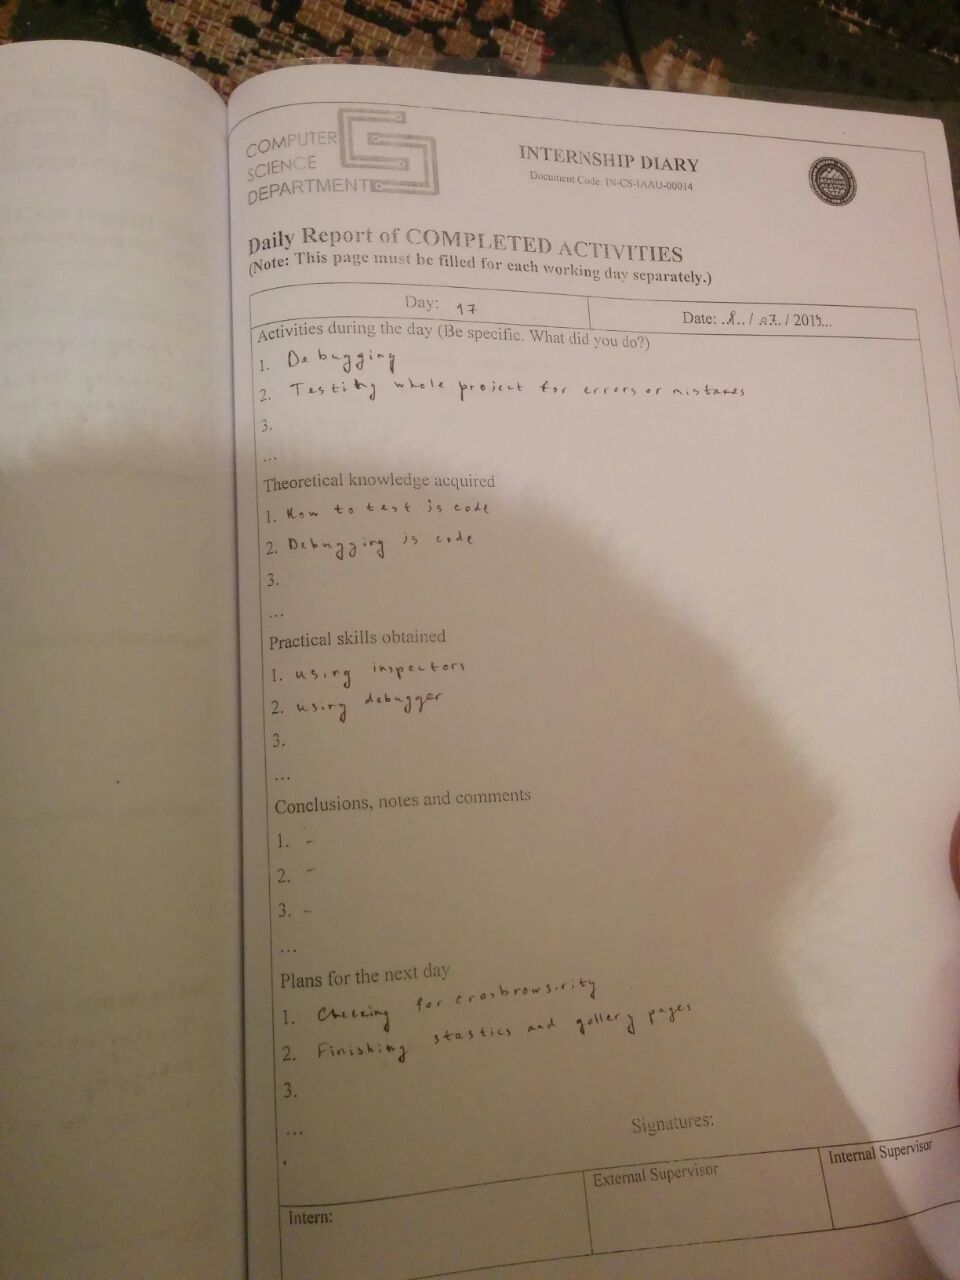 COMPUTER
SCIENCE
DEPARTMENT
INTERNSHIP DIARY
Document Code: IN-CS-IAAU-00014
Daily Report of COMPLETED ACTIVITIES
(Note: This page must be filled for each working day separately.)
Day: 17
Date: ..8../.07./201....
Activities during the day (Be specific. What did you do?)
1. Debugging
2. Testing whole project for errors or mistakes
3.
...
Theoretical knowledge acquired
1. How to test js code
2. Debugging js code
3.
...
Practical skills obtained
1. using inspectors
2. using debugger
3.
...
Conclusions, notes and comments
1. -
2. -
3. -
...
Plans for the next day
1. Checking for crosbrowsirity
2. Finishing stastics and gallery pages
3.
...
.
Signatures:
Intern:
External Supervisor
Internal Supervisor